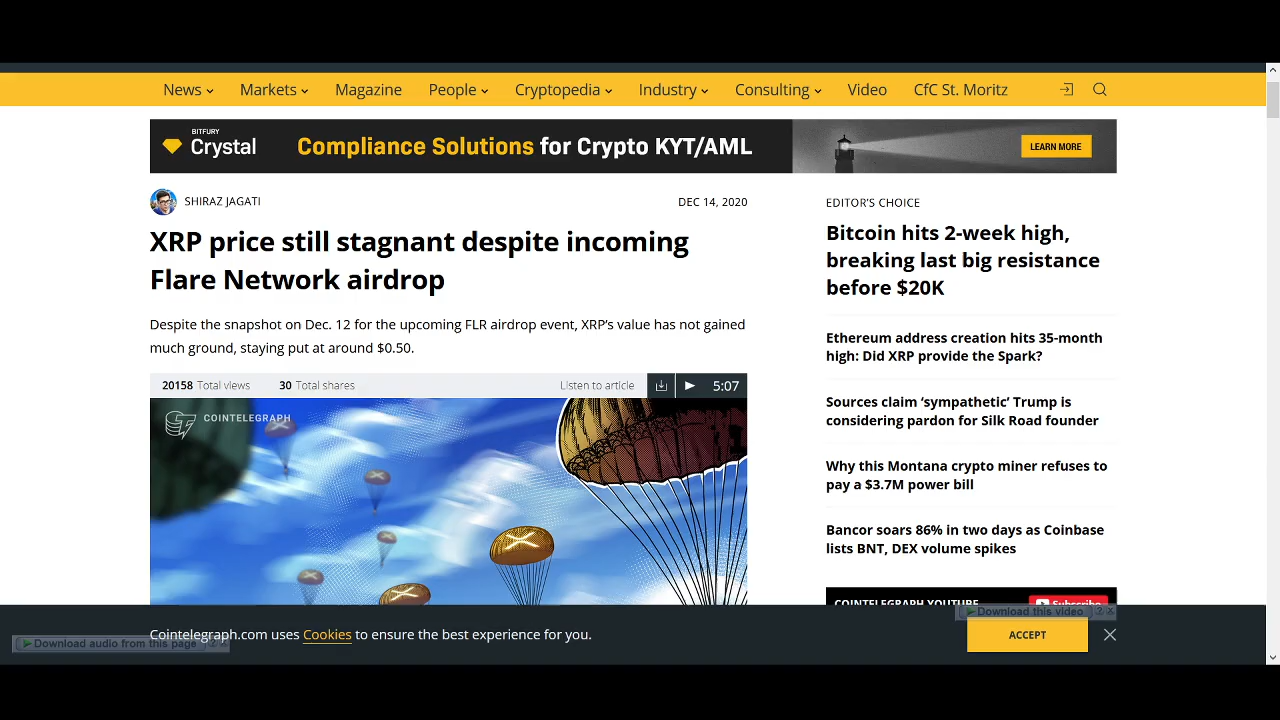 News Markets Magazine People Cryptopedia Industry Consulting Video CfC St. Moritz
BITFURY
Crystal
Compliance Solutions for Crypto KYT/AML
LEARN MORE
SHIRAZ JAGATI
DEC 14, 2020
XRP price still stagnant despite incoming
Flare Network airdrop
Despite the snapshot on Dec. 12 for the upcoming FLR airdrop event, XRP’s value has not gained
much ground, staying put at around $0.50.
20158 Total views 30 Total shares Listen to article 5:07
COINTELEGRAPH
EDITOR’S CHOICE
Bitcoin hits 2-week high,
breaking last big resistance
before $20K
Ethereum address creation hits 35-month
high: Did XRP provide the Spark?
Sources claim ‘sympathetic’ Trump is
considering pardon for Silk Road founder
Why this Montana crypto miner refuses to
pay a $3.7M power bill
Bancor soars 86% in two days as Coinbase
lists BNT, DEX volume spikes
COINTELEGRAPH YOUTUBE Subscribe
Download this video ? X
Cointelegraph.com uses Cookies to ensure the best experience for you.
ACCEPT
Download audio from this page ? X